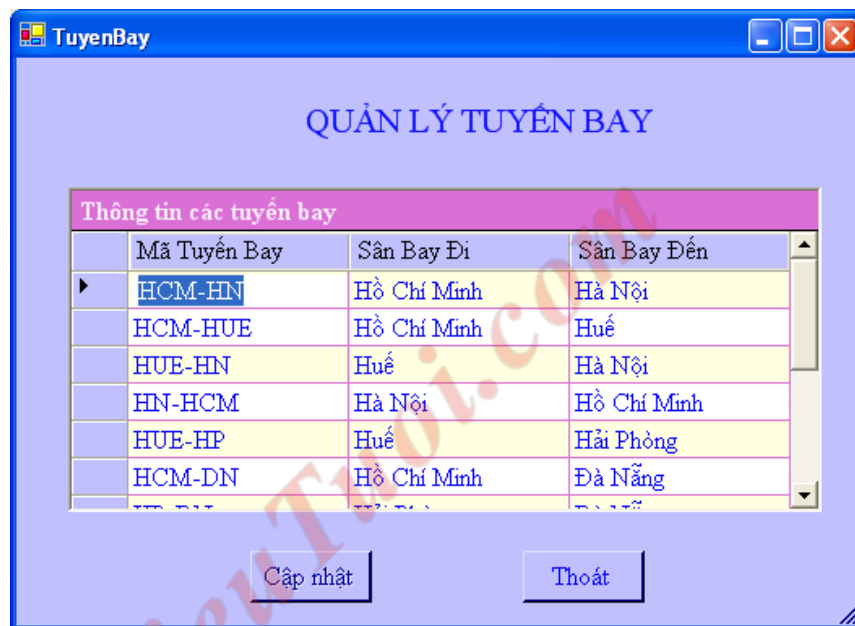 TuyenBay
QUẢN LÝ TUYẾN BAY
Thông tin các tuyến bay
Mã Tuyến Bay Sân Bay Đi Sân Bay Đến
HCM-HN Hồ Chí Minh Hà Nội
HCM-HUE Hồ Chí Minh Huế
HUE-HN Huế Hà Nội
HN-HCM Hà Nội Hồ Chí Minh
HUE-HP Huế Hải Phòng
HCM-DN Hồ Chí Minh Đà Nẵng
Cập nhật Thoát
ieuTuoi.com